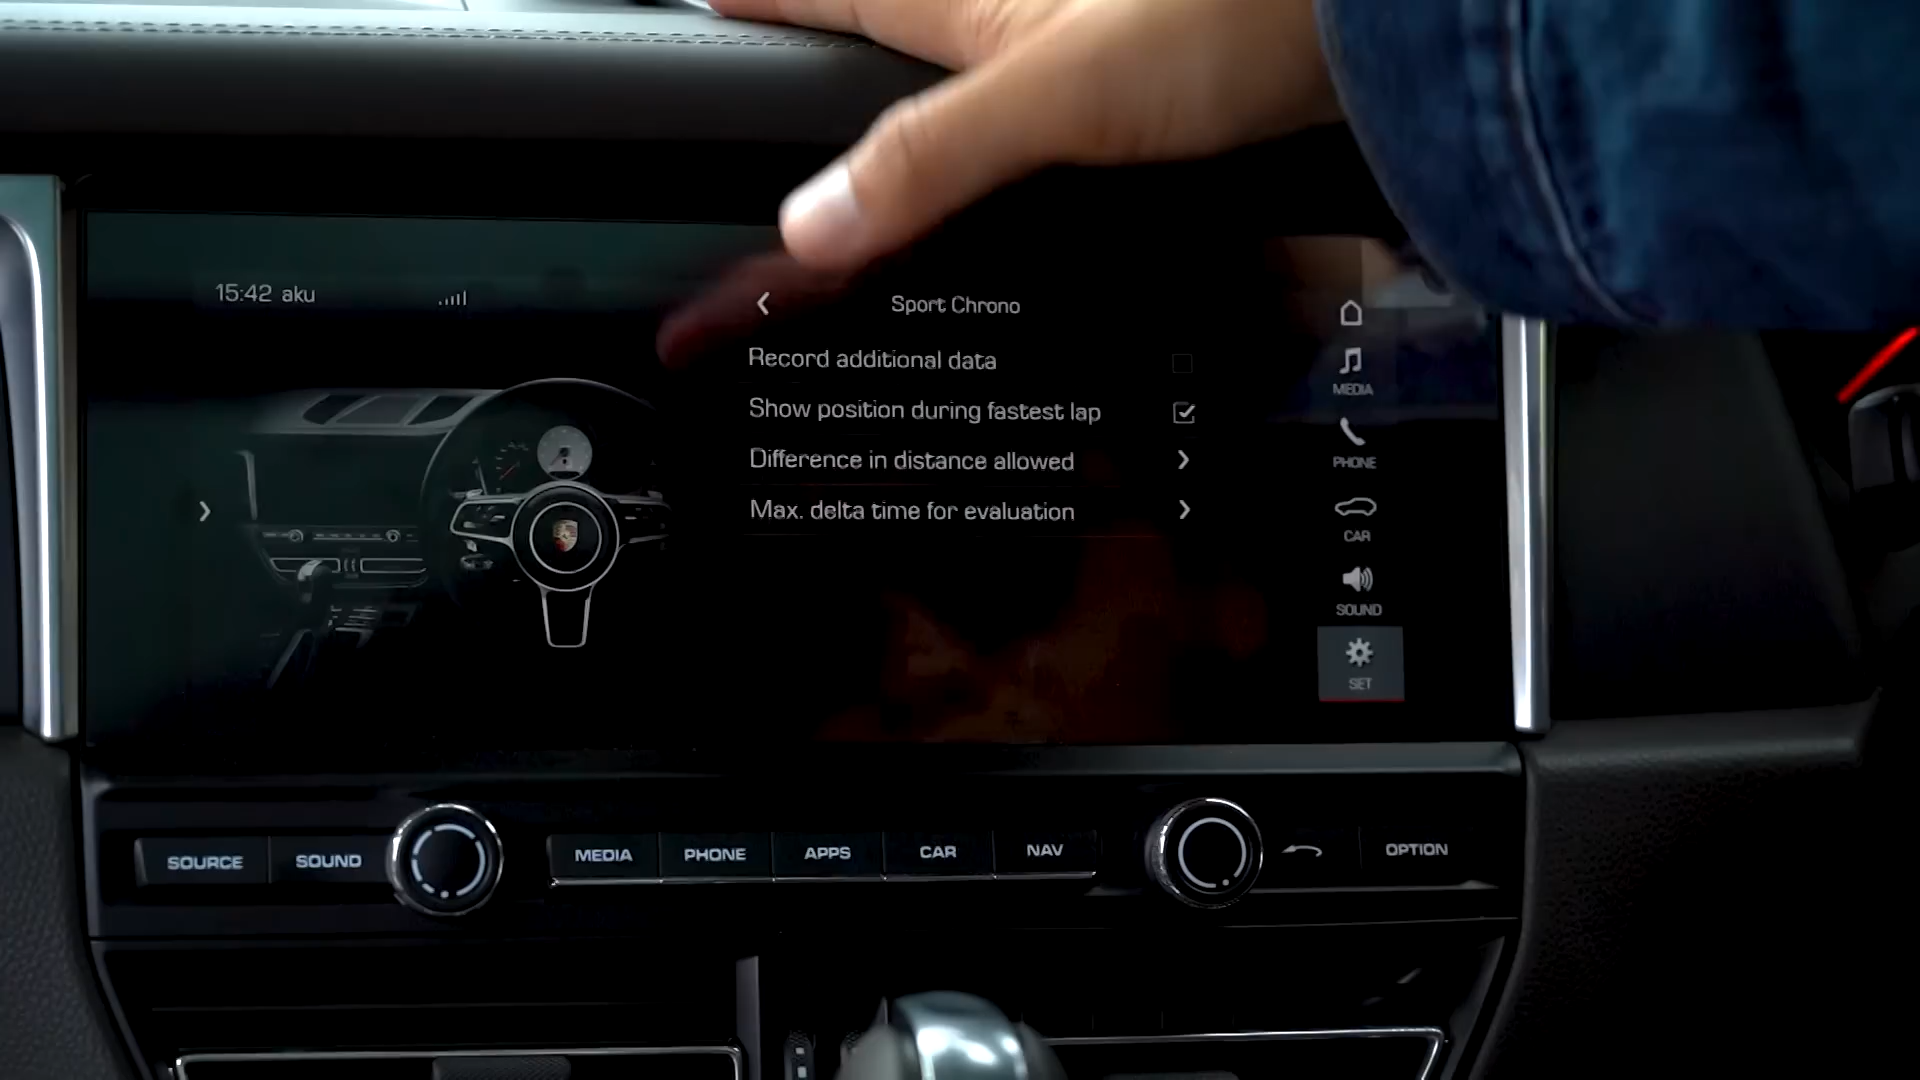 15:42 aku
Sport Chrono
Record additional data
Show position during fastest lap
Difference in distance allowed
Max. delta time for evaluation
MEDIA
PHONE
CAR
SOUND
SET
SOURCE
SOUND
MEDIA
PHONE
APPS
CAR
NAV
OPTION